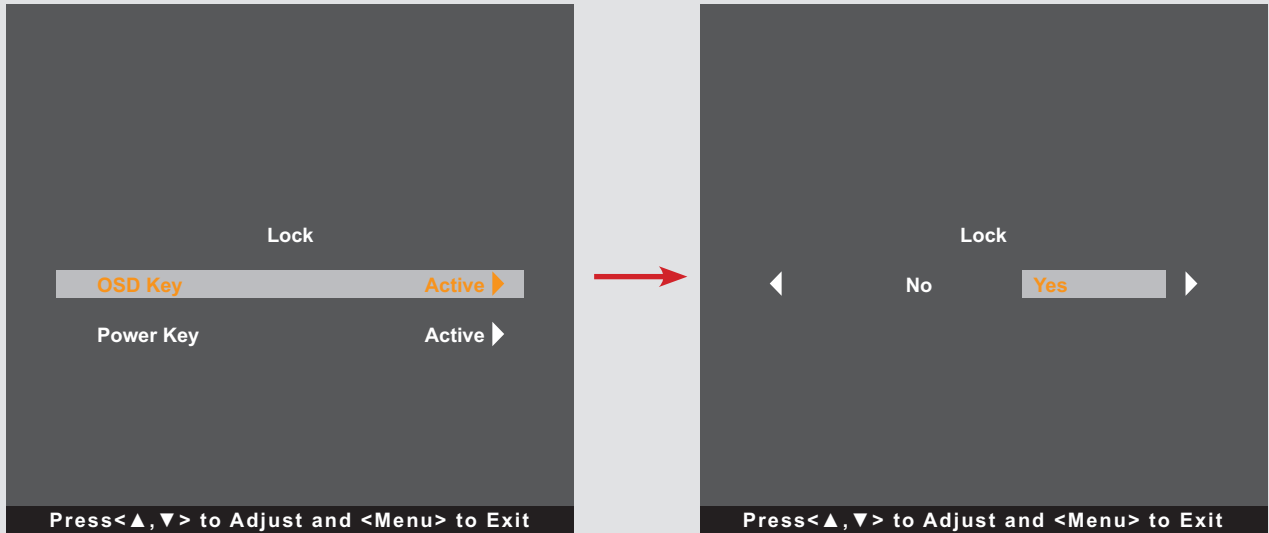 Lock
OSD Key Active
Power Key Active
Press<▲,▼> to Adjust and <Menu> to Exit
Lock
No Yes
Press<▲,▼> to Adjust and <Menu> to Exit